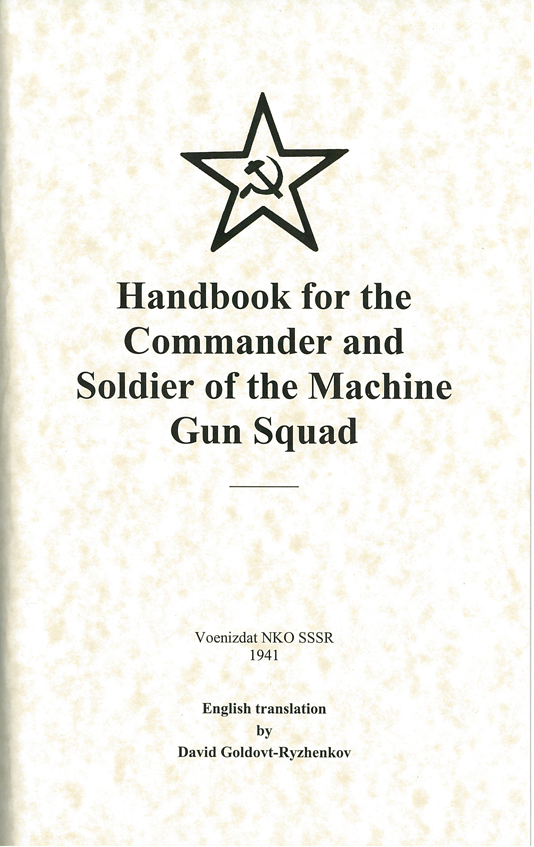 Handbook for the
Commander and
Soldier of the Machine
Gun Squad
Voenizdat NKO SSSR
1941
English translation
by
David Goldovt-Ryzhenkov